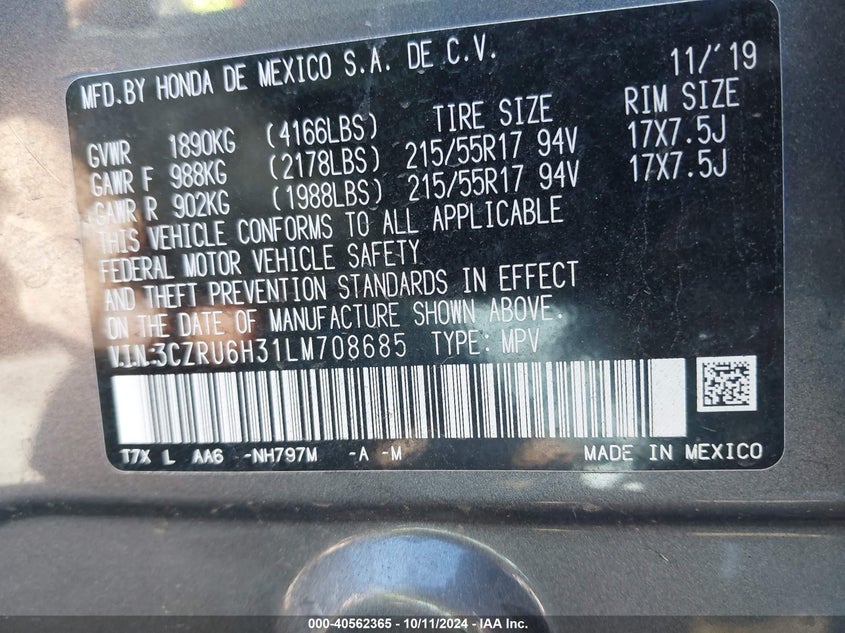 MFD.BY HONDA DE MEXICO S.A. DE C.V. 11/'19
TIRE SIZE RIM SIZE
GVWR 1890KG (4166LBS)
GAWR F 988KG (2178LBS) 215/55R17 94V 17X7.5J
GAWR R 902KG (1988LBS) 215/55R17 94V 17X7.5J
THIS VEHICLE CONFORMS TO ALL APPLICABLE
FEDERAL MOTOR VEHICLE SAFETY
AND THEFT PREVENTION STANDARDS IN EFFECT
ON THE DATE OF MANUFACTURE SHOWN ABOVE.
V.I.N.:3CZRU6H31LM708685 TYPE: MPV
T7X L AA6 -NH797M -A -M MADE IN MEXICO
000-40562365 - 10/11/2024 - IAA Inc.